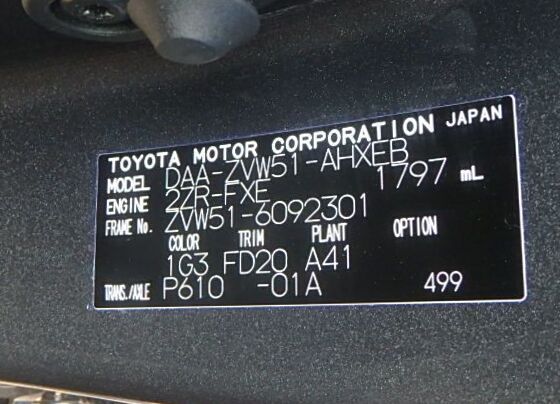 TOYOTA MOTOR CORPORATION JAPAN
MODEL DAA-ZVW51-AHXEB
ENGINE 2ZR-FXE 1797 mL
FRAME No. ZVW51-6092301
COLOR TRIM PLANT OPTION
1G3 FD20 A41
TRANS./AXLE P610 -01A 499